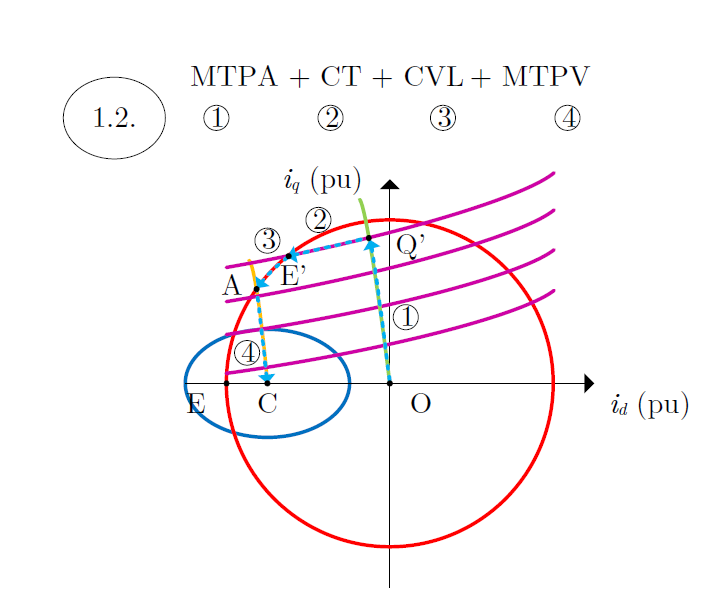 MTPA + CT + CVL + MTPV
1.2. ① ② ③ ④
i_q (pu)
②
③
Q'
E'
A
①
④
E C O
i_d (pu)